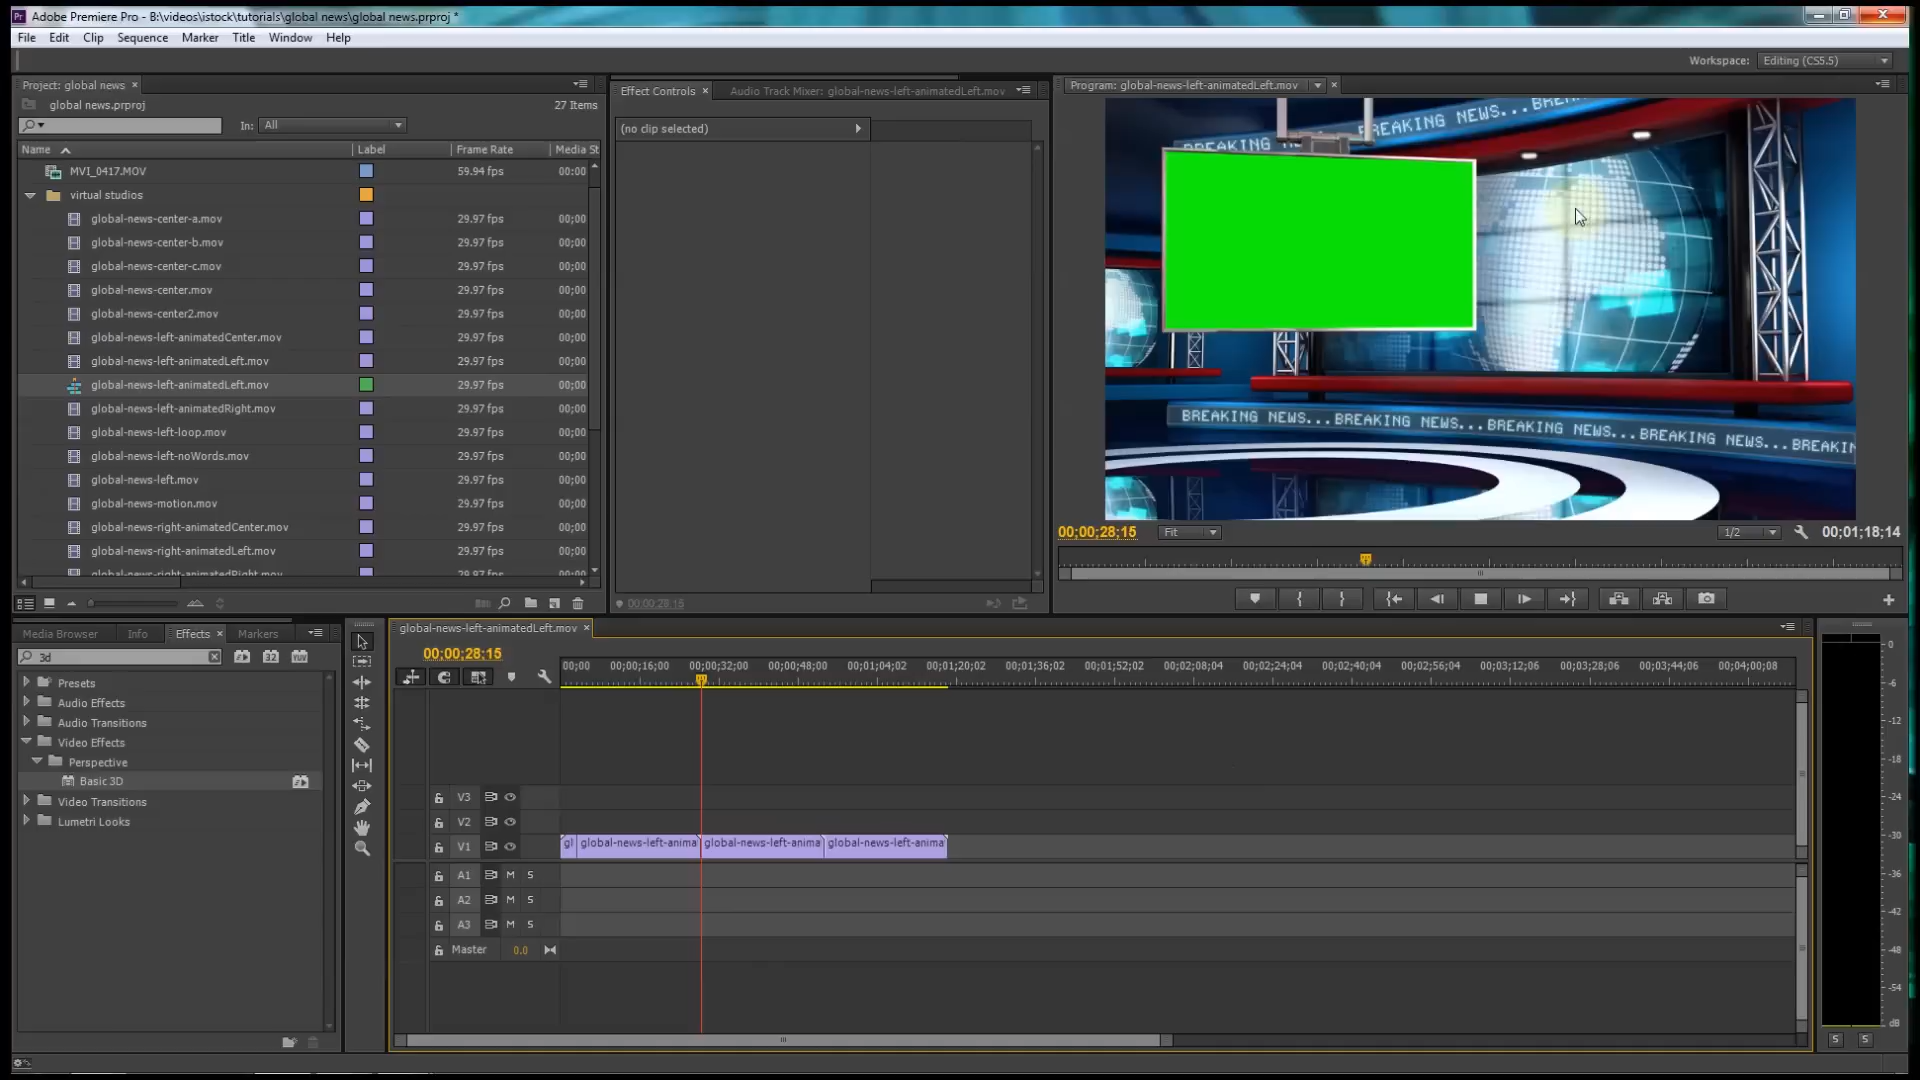 Adobe Premiere Pro - B:\videos\istock\tutorials\global news\global news.prproj *
File Edit Clip Sequence Marker Title Window Help
Workspace: Editing (CS5.5)
Project: global news ×
global news.prproj 27 Items
In: All
Name Label Frame Rate Media St
MVI_0417.MOV 59.94 fps 00:00
virtual studios
global-news-center-a.mov 29.97 fps 00;00
global-news-center-b.mov 29.97 fps 00;00
global-news-center-c.mov 29.97 fps 00;00
global-news-center.mov 29.97 fps 00;00
global-news-center2.mov 29.97 fps 00;00
global-news-left-animatedCenter.mov 29.97 fps 00;00
global-news-left-animatedLeft.mov 29.97 fps 00;00
global-news-left-animatedLeft.mov 29.97 fps 00;00
global-news-left-animatedRight.mov 29.97 fps 00;00
global-news-left-loop.mov 29.97 fps 00;00
global-news-left-noWords.mov 29.97 fps 00;00
global-news-left.mov 29.97 fps 00;00
global-news-motion.mov 29.97 fps 00;00
global-news-right-animatedCenter.mov 29.97 fps 00;00
global-news-right-animatedLeft.mov 29.97 fps 00;00
global-news-right-animatedRight.mov 29.97 fps 00;00
Effect Controls × Audio Track Mixer: global-news-left-animatedLeft.mov
(no clip selected)
00;00;28;15
Program: global-news-left-animatedLeft.mov ×
BREAKING NEWS... BREA
BREAKING NE
BREAKING NEWS... BREAKING NEWS... BREAKING NEWS... BREAKING NEWS... BREAKIN
00;00;28;15 Fit 1/2 00;01;18;14
Media Browser Info Effects × Markers
3d
Presets
Audio Effects
Audio Transitions
Video Effects
Perspective
Basic 3D
Video Transitions
Lumetri Looks
global-news-left-animatedLeft.mov ×
00;00;28;15
00;00 00;00;16;00 00;00;32;00 00;00;48;00 00;01;04;02 00;01;20;02 00;01;36;02 00;01;52;02 00;02;08;04 00;02;24;04 00;02;40;04 00;02;56;04 00;03;12;06 00;03;28;06 00;03;44;06 00;04;00;08
V3
V2
V1 gl global-news-left-anima global-news-left-anima global-news-left-anima
A1 M S
A2 M S
A3 M S
Master 0.0
0
-6
-12
-18
-24
-30
-36
-42
-48
-54
dB
S S